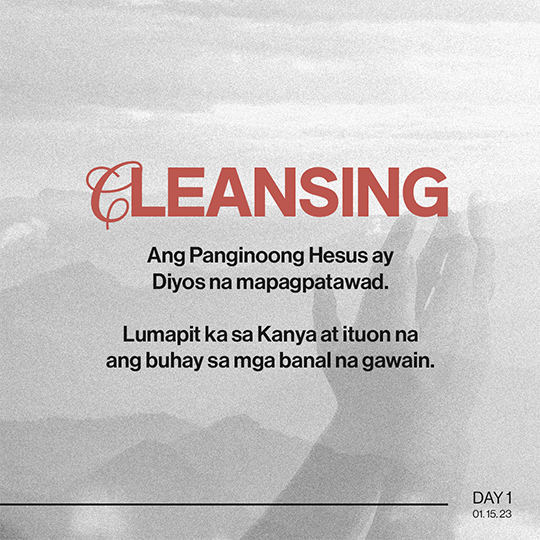 CLEANSING
Ang Panginoong Hesus ay
Diyos na mapagpatawad.
Lumapit ka sa Kanya at ituon na
ang buhay sa mga banal na gawain.
DAY 1
01.15.23